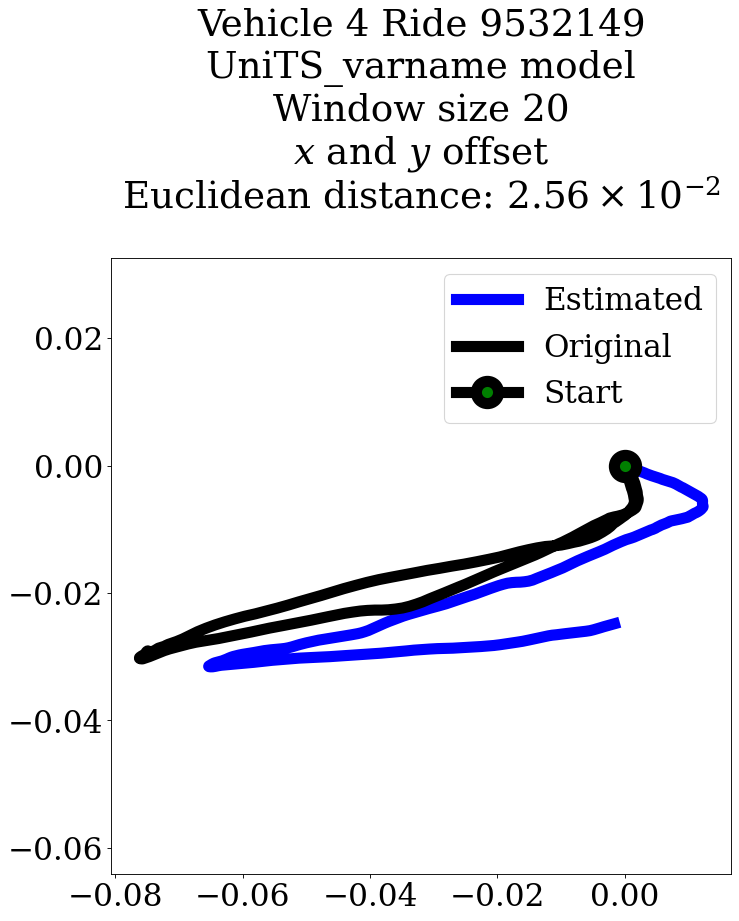 Vehicle 4 Ride 9532149
UniTS_varname model
Window size 20
x and y offset
Euclidean distance: 2.56 × 10⁻²
Estimated
Original
Start
0.02
0.00
−0.02
−0.04
−0.06
−0.08 −0.06 −0.04 −0.02 0.00